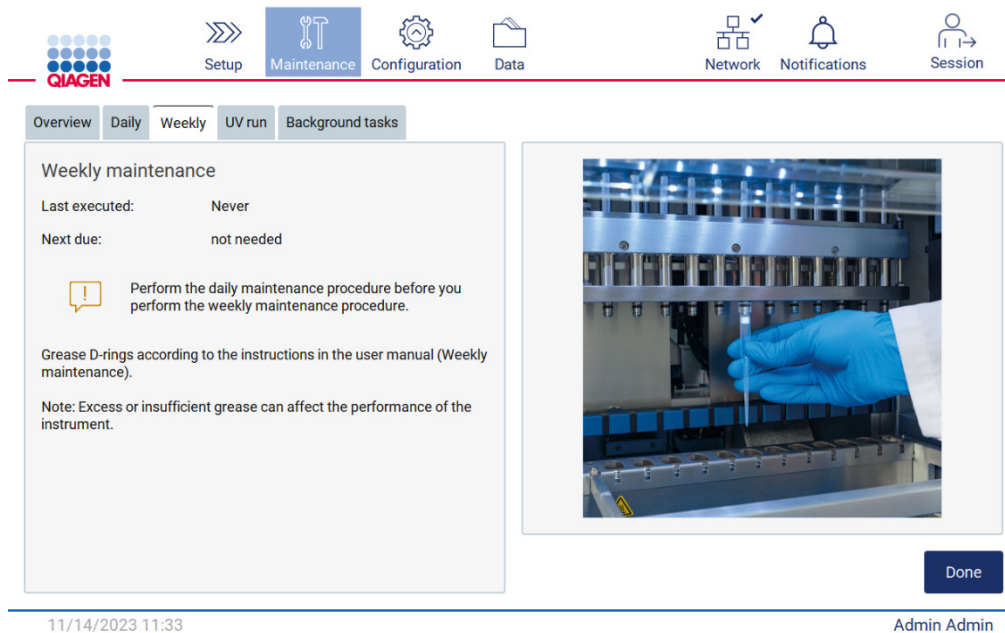 QIAGEN
Setup
Maintenance
Configuration
Data
Network
Notifications
Session
Overview
Daily
Weekly
UV run
Background tasks
Weekly maintenance
Last executed: Never
Next due: not needed
Perform the daily maintenance procedure before you
perform the weekly maintenance procedure.
Grease D-rings according to the instructions in the user manual (Weekly
maintenance).
Note: Excess or insufficient grease can affect the performance of the
instrument.
Done
11/14/2023 11:33
Admin Admin